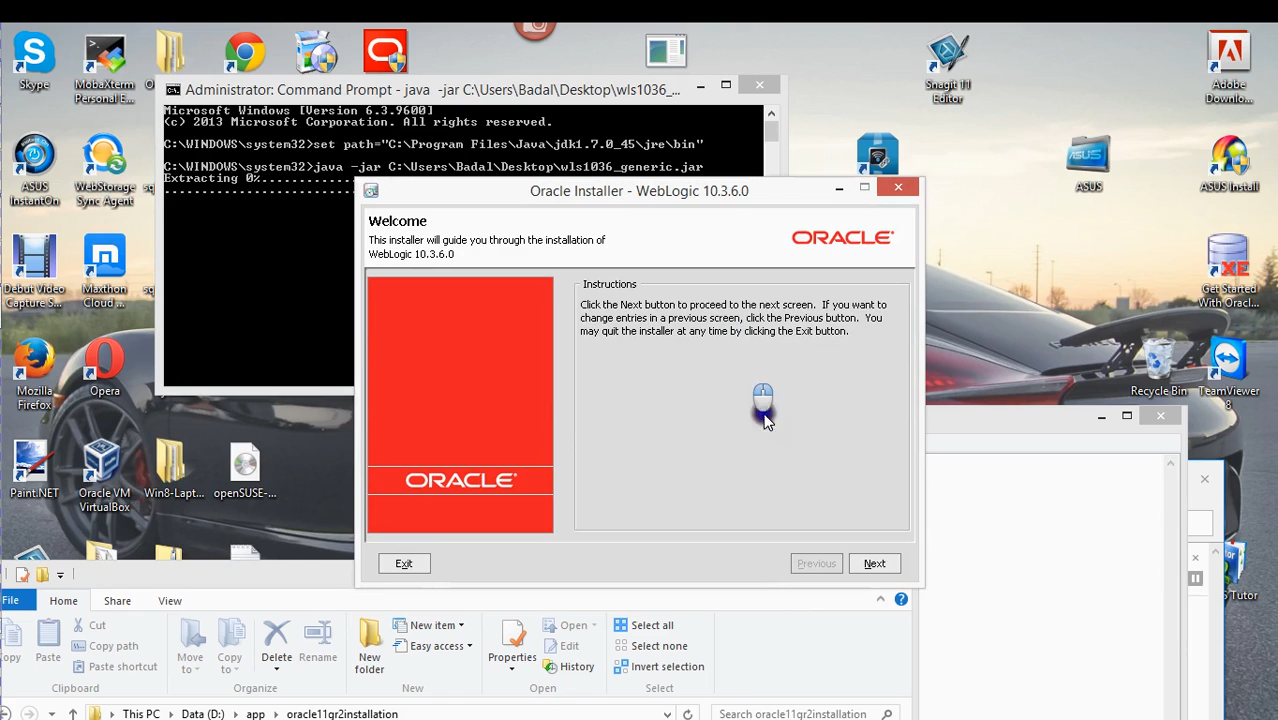 Skype
MobaXterm
Personal E...
Administrator: Command Prompt - java -jar C:\Users\Badal\Desktop\wls1036_...
Microsoft Windows [Version 6.3.9600]
(c) 2013 Microsoft Corporation. All rights reserved.
C:\WINDOWS\system32>set path="C:\Program Files\Java\jdk1.7.0_45\jre\bin"
C:\WINDOWS\system32>java -jar C:\Users\Badal\Desktop\wls1036_generic.jar
Extracting 0%...............
Snagit 11
Editor
Adobe
Downlo...
ASUS
InstantOn
WebStorage
Sync Agent
ASUS
ASUS
ASUS Install
Debut Video
Capture S...
Maxthon
Cloud ...
XE
Get Started
With Oracl...
Mozilla
Firefox
Opera
Recycle Bin
TeamViewer
8
Paint.NET
Oracle VM
VirtualBox
Win8-Lapt...
openSUSE-...
Oracle Installer - WebLogic 10.3.6.0
Welcome
This installer will guide you through the installation of
WebLogic 10.3.6.0
ORACLE
Instructions
Click the Next button to proceed to the next screen. If you want to
change entries in a previous screen, click the Previous button. You
may quit the installer at any time by clicking the Exit button.
ORACLE
Exit
Previous
Next
Tutor
File
Home
Share
View
Copy
Paste
Cut
Copy path
Paste shortcut
Move
to
Copy
to
Delete
Rename
New
folder
New item
Easy access
Properties
Open
Edit
History
Select all
Select none
Invert selection
Clipboard
Organize
New
Open
Select
This PC
Data (D:)
app
oracle11gr2installation
Search oracle11gr2installation